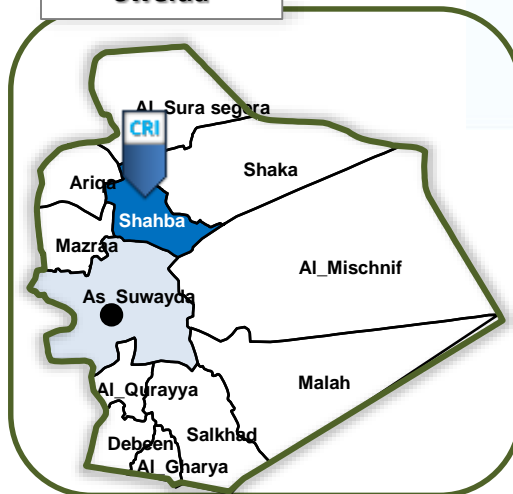 Al_Sura segera
CRI
Shaka
Ariqa
Shahba
Mazraa
Al_Mischnif
As_Suwayda
Malah
Al_Qurayya
Salkhad
Debeen
Al_Gharya